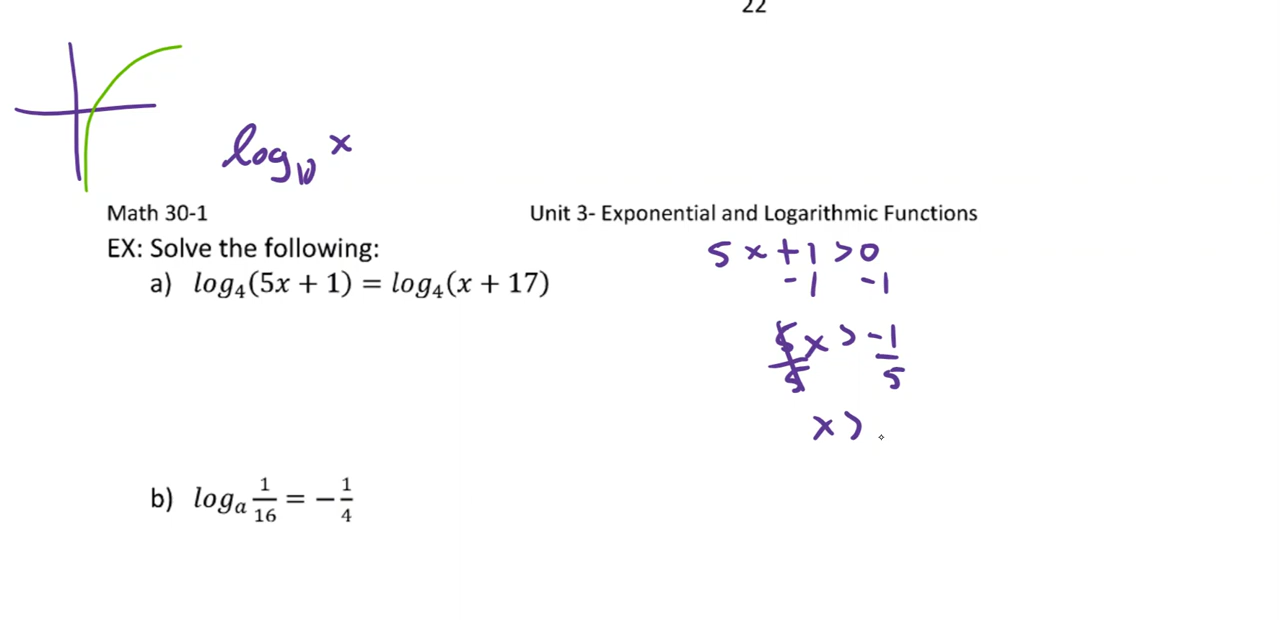 22
log₁₀ x
Math 30-1 Unit 3- Exponential and Logarithmic Functions
EX: Solve the following:
5x+1>0
-1 -1
a) log₄(5x + 1) = log₄(x + 17)
5x > -1
5 5
x >
b) logₐ 1/16 = −1/4